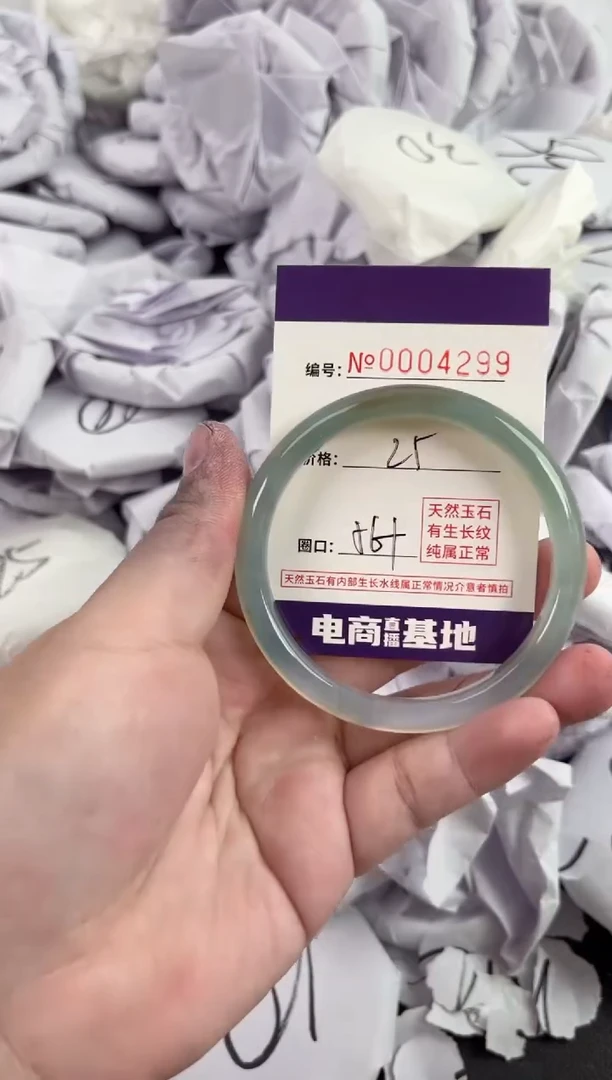 编号: №0004299
价格: 25
圈口:
天然玉石
有生长纹
纯属正常
天然玉石有内部生长水线属正常情况介意者慎拍
电商直播基地
30